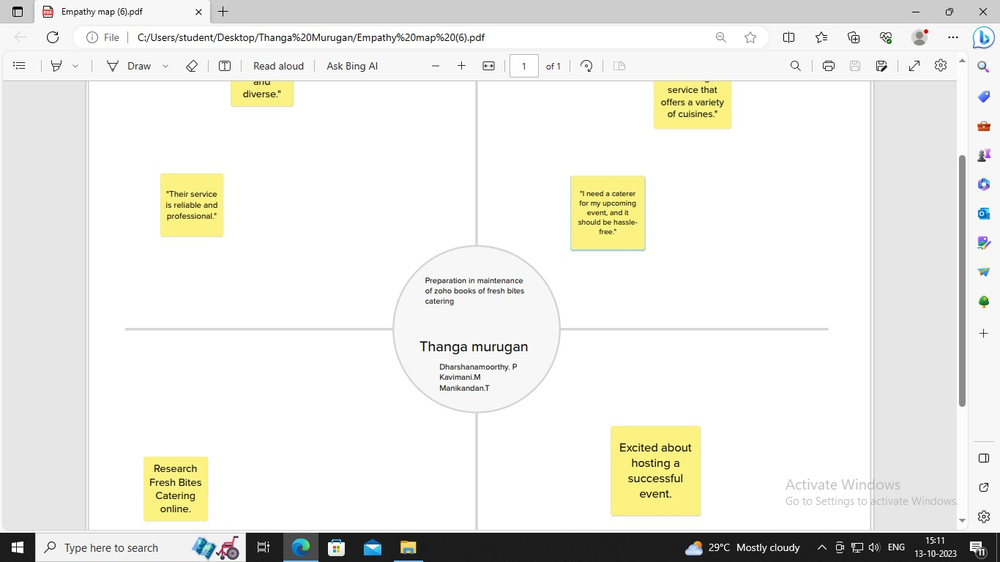 Empathy map (6).pdf
File
C:/Users/student/Desktop/Thanga%20Murugan/Empathy%20map%20(6).pdf
Draw
Read aloud
Ask Bing AI
1
of 1
diverse."
service that
offers a variety
of cuisines."
"Their service
is reliable and
professional."
"I need a caterer
for my upcoming
event, and it
should be hassle-
free."
Preparation in maintenance
of zoho books of fresh bites
catering
Thanga murugan
Dharshanamoorthy. P
Kavimani.M
Manikandan.T
Research
Fresh Bites
Catering
online.
Excited about
hosting a
successful
event.
Activate Windows
Go to Settings to activate Windows.
Type here to search
29°C Mostly cloudy
ENG
15:11
13-10-2023
11